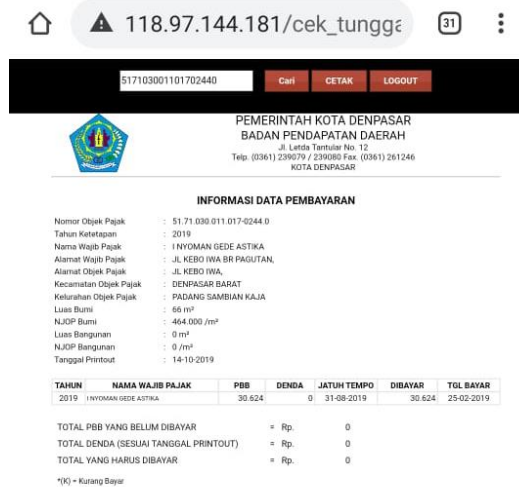 118.97.144.181/cek_tungga
31
517103001101702440 Cari CETAK LOGOUT
PEMERINTAH KOTA DENPASAR
BADAN PENDAPATAN DAERAH
Jl. Letda Tantular No. 12
Telp. (0361) 239079 / 239080 Fax. (0361) 261246
KOTA DENPASAR
INFORMASI DATA PEMBAYARAN
Nomor Objek Pajak : 51.71.030.011.017-0244.0
Tahun Ketetapan : 2019
Nama Wajib Pajak : I NYOMAN GEDE ASTIKA
Alamat Wajib Pajak : JL KEBO IWA BR PAGUTAN,
Alamat Objek Pajak : JL KEBO IWA,
Kecamatan Objek Pajak : DENPASAR BARAT
Kelurahan Objek Pajak : PADANG SAMBIAN KAJA
Luas Bumi : 66 m²
NJOP Bumi : 464.000 /m²
Luas Bangunan : 0 m²
NJOP Bangunan : 0 /m²
Tanggal Printout : 14-10-2019
TAHUN NAMA WAJIB PAJAK PBB DENDA JATUH TEMPO DIBAYAR TGL BAYAR
2019 I NYOMAN GEDE ASTIKA 30.624 0 31-08-2019 30.624 25-02-2019
TOTAL PBB YANG BELUM DIBAYAR = Rp. 0
TOTAL DENDA (SESUAI TANGGAL PRINTOUT) = Rp. 0
TOTAL YANG HARUS DIBAYAR = Rp. 0
*(K) = Kurang Bayar